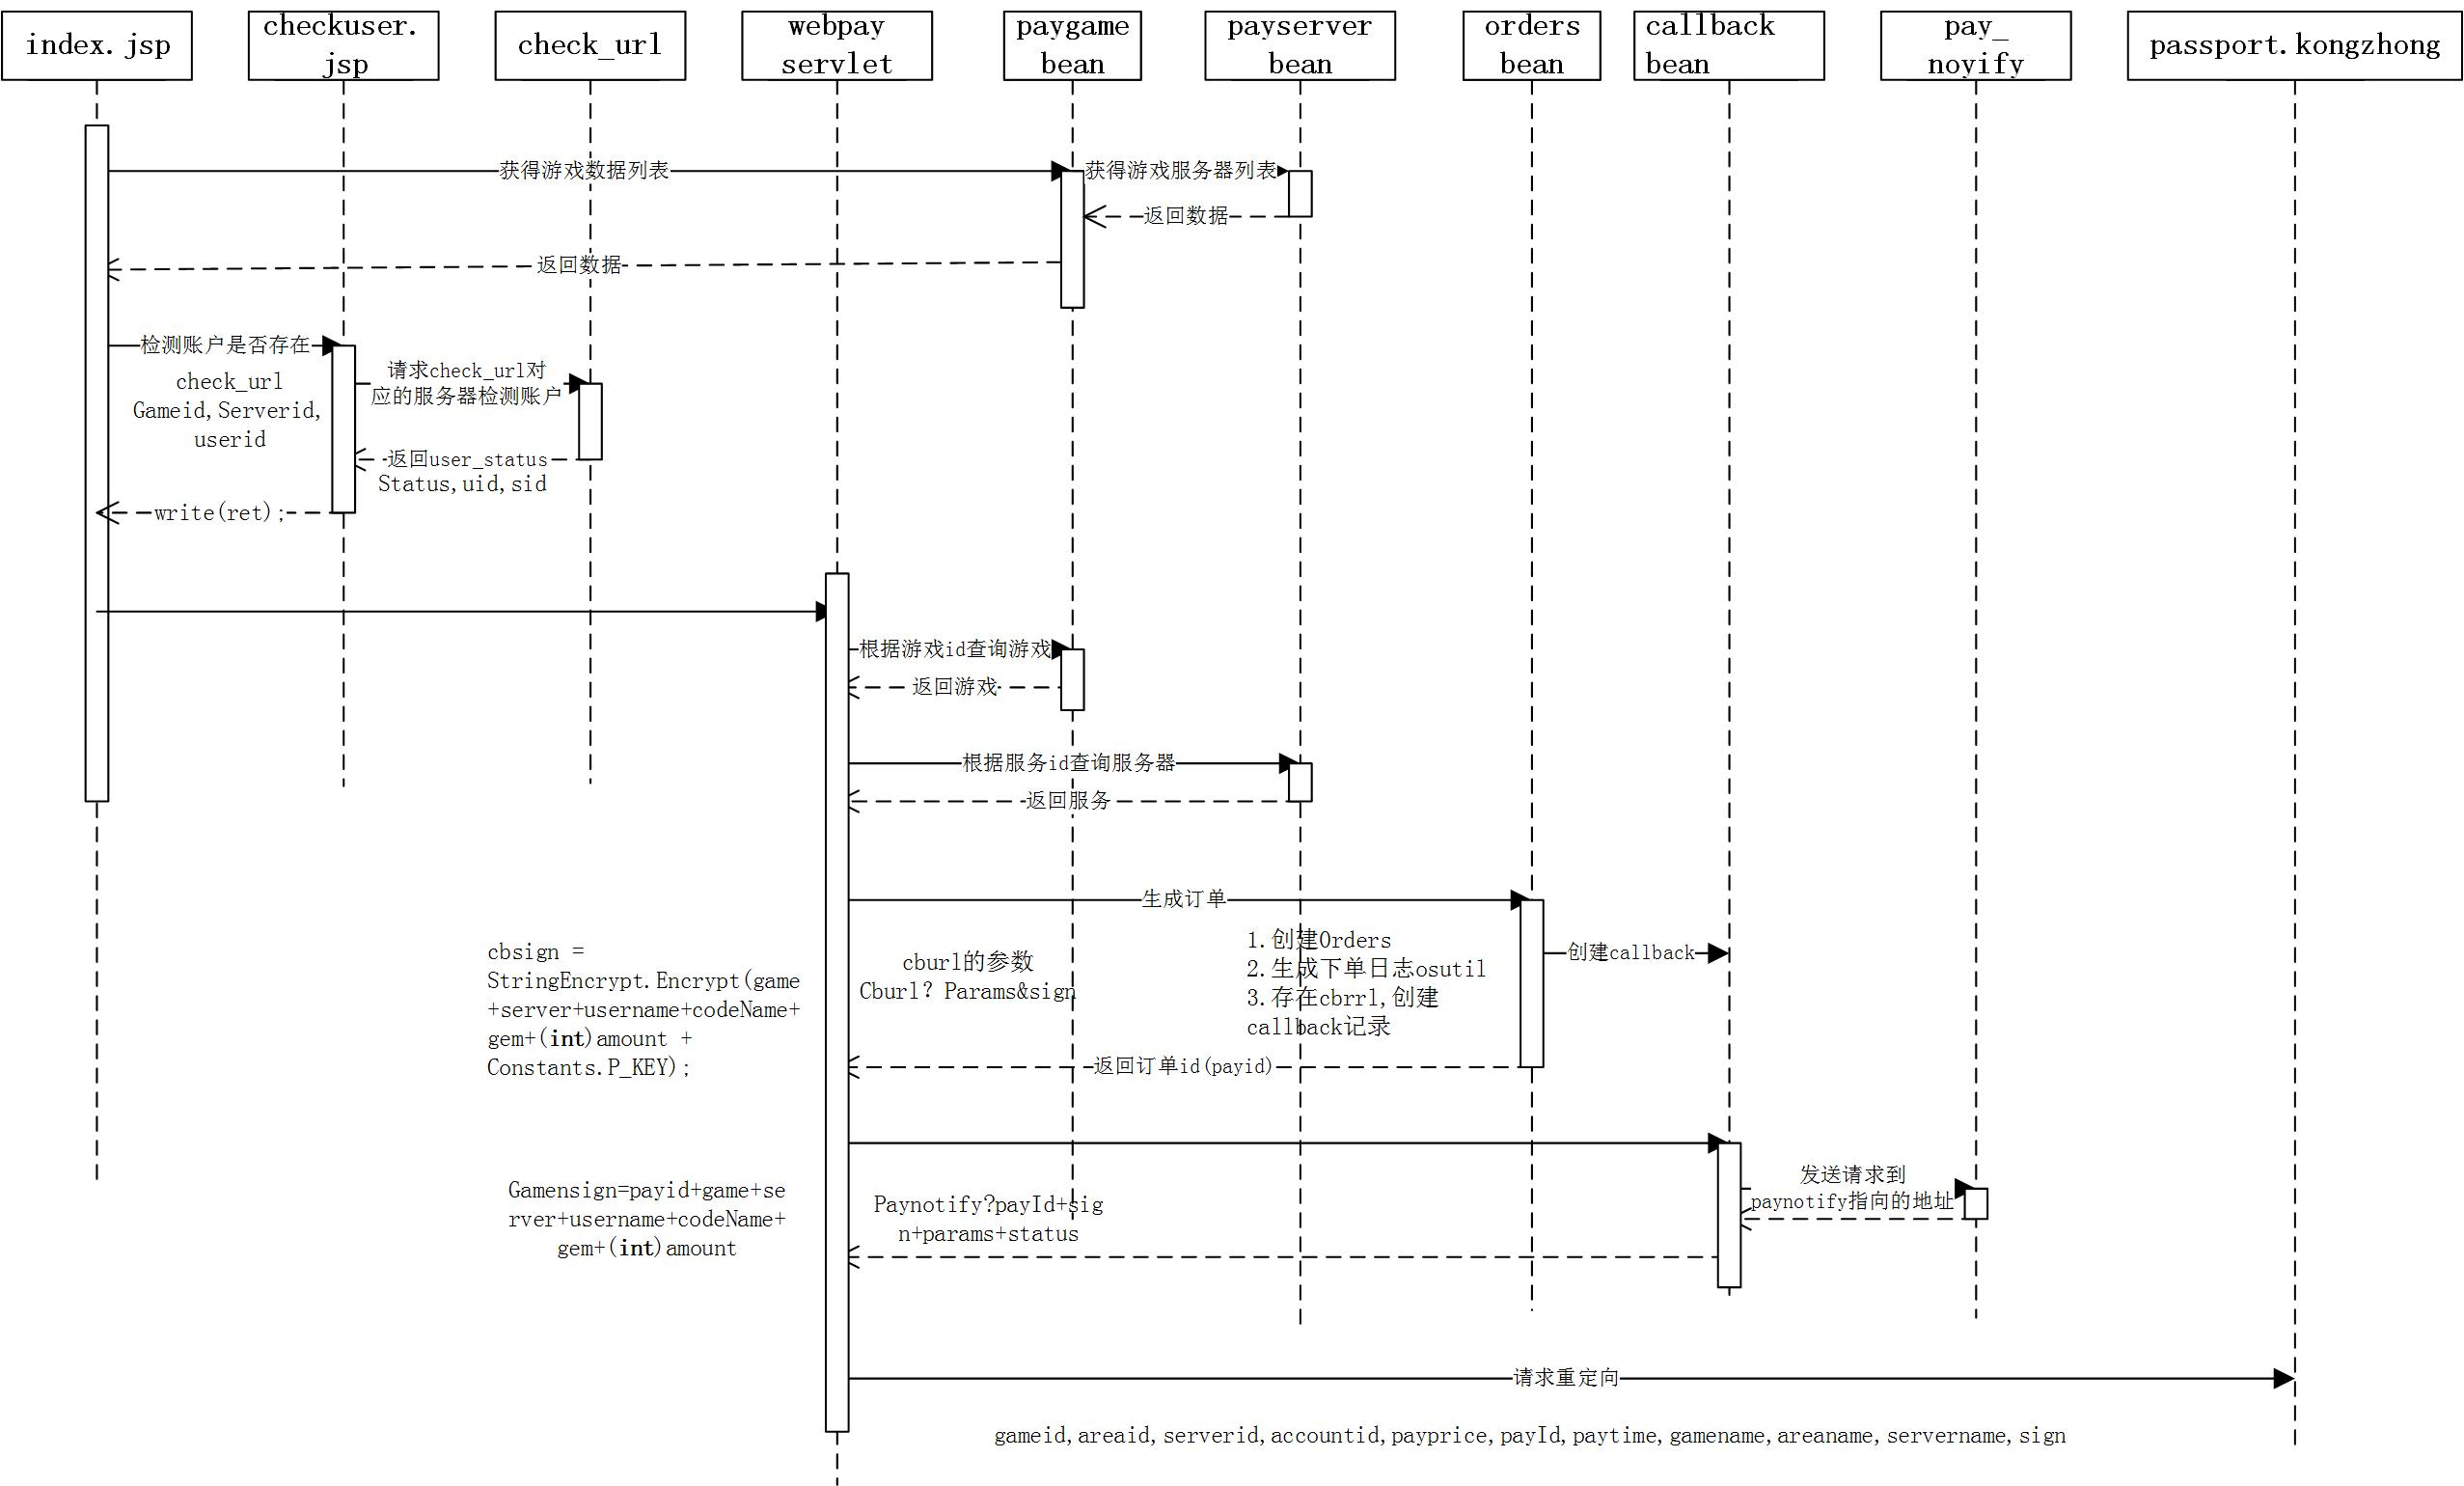 index.jsp
checkuser.
jsp
check_url
webpay
servlet
paygame
bean
payserver
bean
orders
bean
callback
bean
pay_
noyify
passport.kongzhong
获得游戏数据列表
获得游戏服务器列表
返回数据
返回数据
检测账户是否存在
check_url
Gameid,Serverid,
userid
请求check_url对
应的服务器检测账户
返回user_status
Status,uid,sid
write(ret);
根据游戏id查询游戏
返回游戏
根据服务id查询服务器
返回服务
生成订单
cbsign =
StringEncrypt.Encrypt(game
+server+username+codeName+
gem+(int)amount +
Constants.P_KEY);
cburl的参数
Cburl? Params&sign
1.创建Orders
2.生成下单日志osutil
3.存在cbrrl,创建
callback记录
创建callback
返回订单id(payid)
Gamensign=payid+game+se
rver+username+codeName+
gem+(int)amount
Paynotify?payId+sig
n+params+status
发送请求到
paynotify指向的地址
请求重定向
gameid,areaid,serverid,accountid,payprice,payId,paytime,gamename,areaname,servername,sign